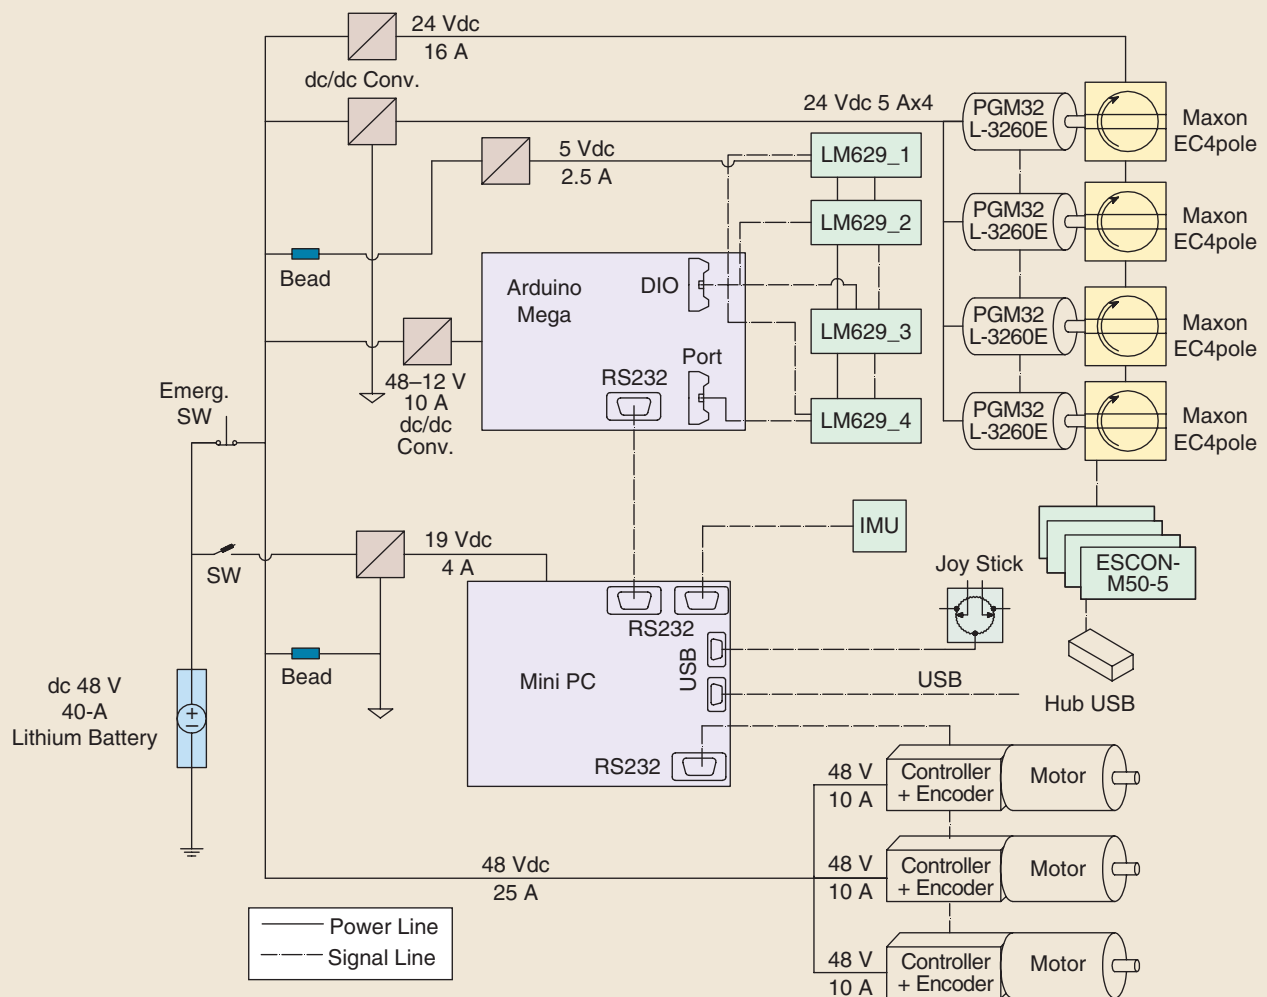 24 Vdc
16 A
dc/dc Conv.
24 Vdc 5 Ax4
5 Vdc
2.5 A
Bead
LM629_1
LM629_2
LM629_3
LM629_4
PGM32
L-3260E
Maxon
EC4pole
PGM32
L-3260E
Maxon
EC4pole
PGM32
L-3260E
Maxon
EC4pole
PGM32
L-3260E
Maxon
EC4pole
Arduino
Mega
DIO
Port
RS232
48–12 V
10 A
dc/dc
Conv.
Emerg.
SW
SW
19 Vdc
4 A
IMU
Joy Stick
ESCON-
M50-5
Hub USB
RS232
USB
Mini PC
USB
RS232
Bead
dc 48 V
40-A
Lithium Battery
48 V
10 A
Controller
+ Encoder
Motor
48 Vdc
25 A
48 V
10 A
Controller
+ Encoder
Motor
48 V
10 A
Controller
+ Encoder
Motor
Power Line
Signal Line